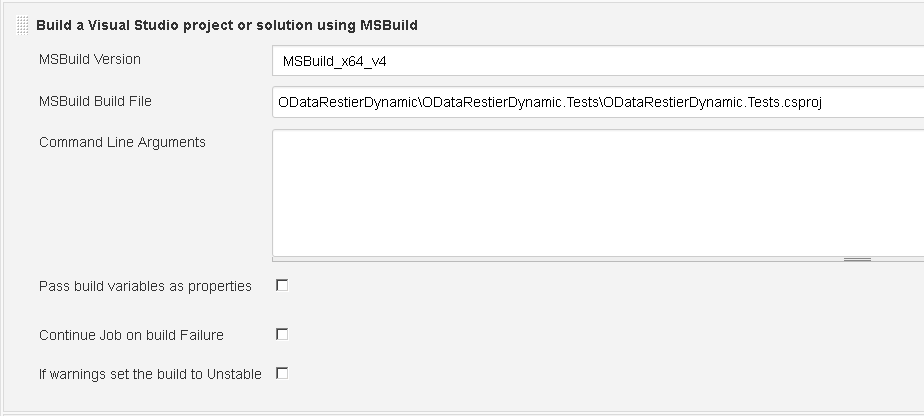 Build a Visual Studio project or solution using MSBuild
MSBuild Version
MSBuild_x64_v4
MSBuild Build File
ODataRestierDynamic\ODataRestierDynamic.Tests\ODataRestierDynamic.Tests.csproj
Command Line Arguments
Pass build variables as properties
Continue Job on build Failure
If warnings set the build to Unstable